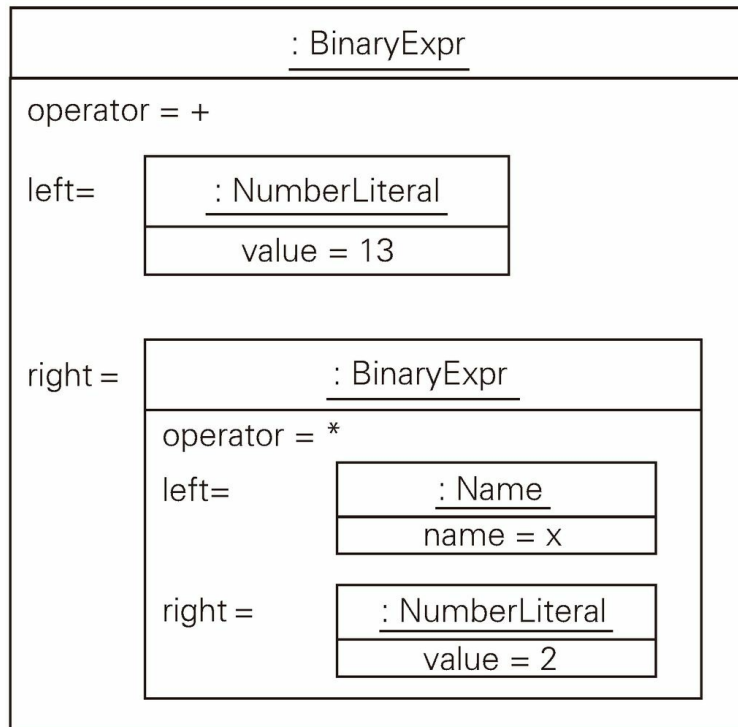 : BinaryExpr
operator = +
left=
: NumberLiteral
value = 13
right =
: BinaryExpr
operator = *
left=
: Name
name = x
right =
: NumberLiteral
value = 2